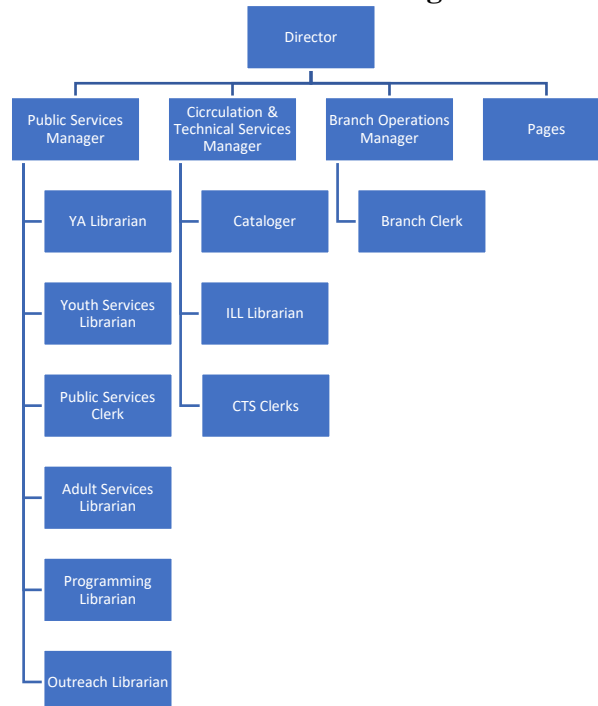 Director
Public Services
Manager
Cicrculation &
Technical Services
Manager
Branch Operations
Manager
Pages
YA Librarian
Youth Services
Librarian
Public Services
Clerk
Adult Services
Librarian
Programming
Librarian
Outreach Librarian
Cataloger
ILL Librarian
CTS Clerks
Branch Clerk